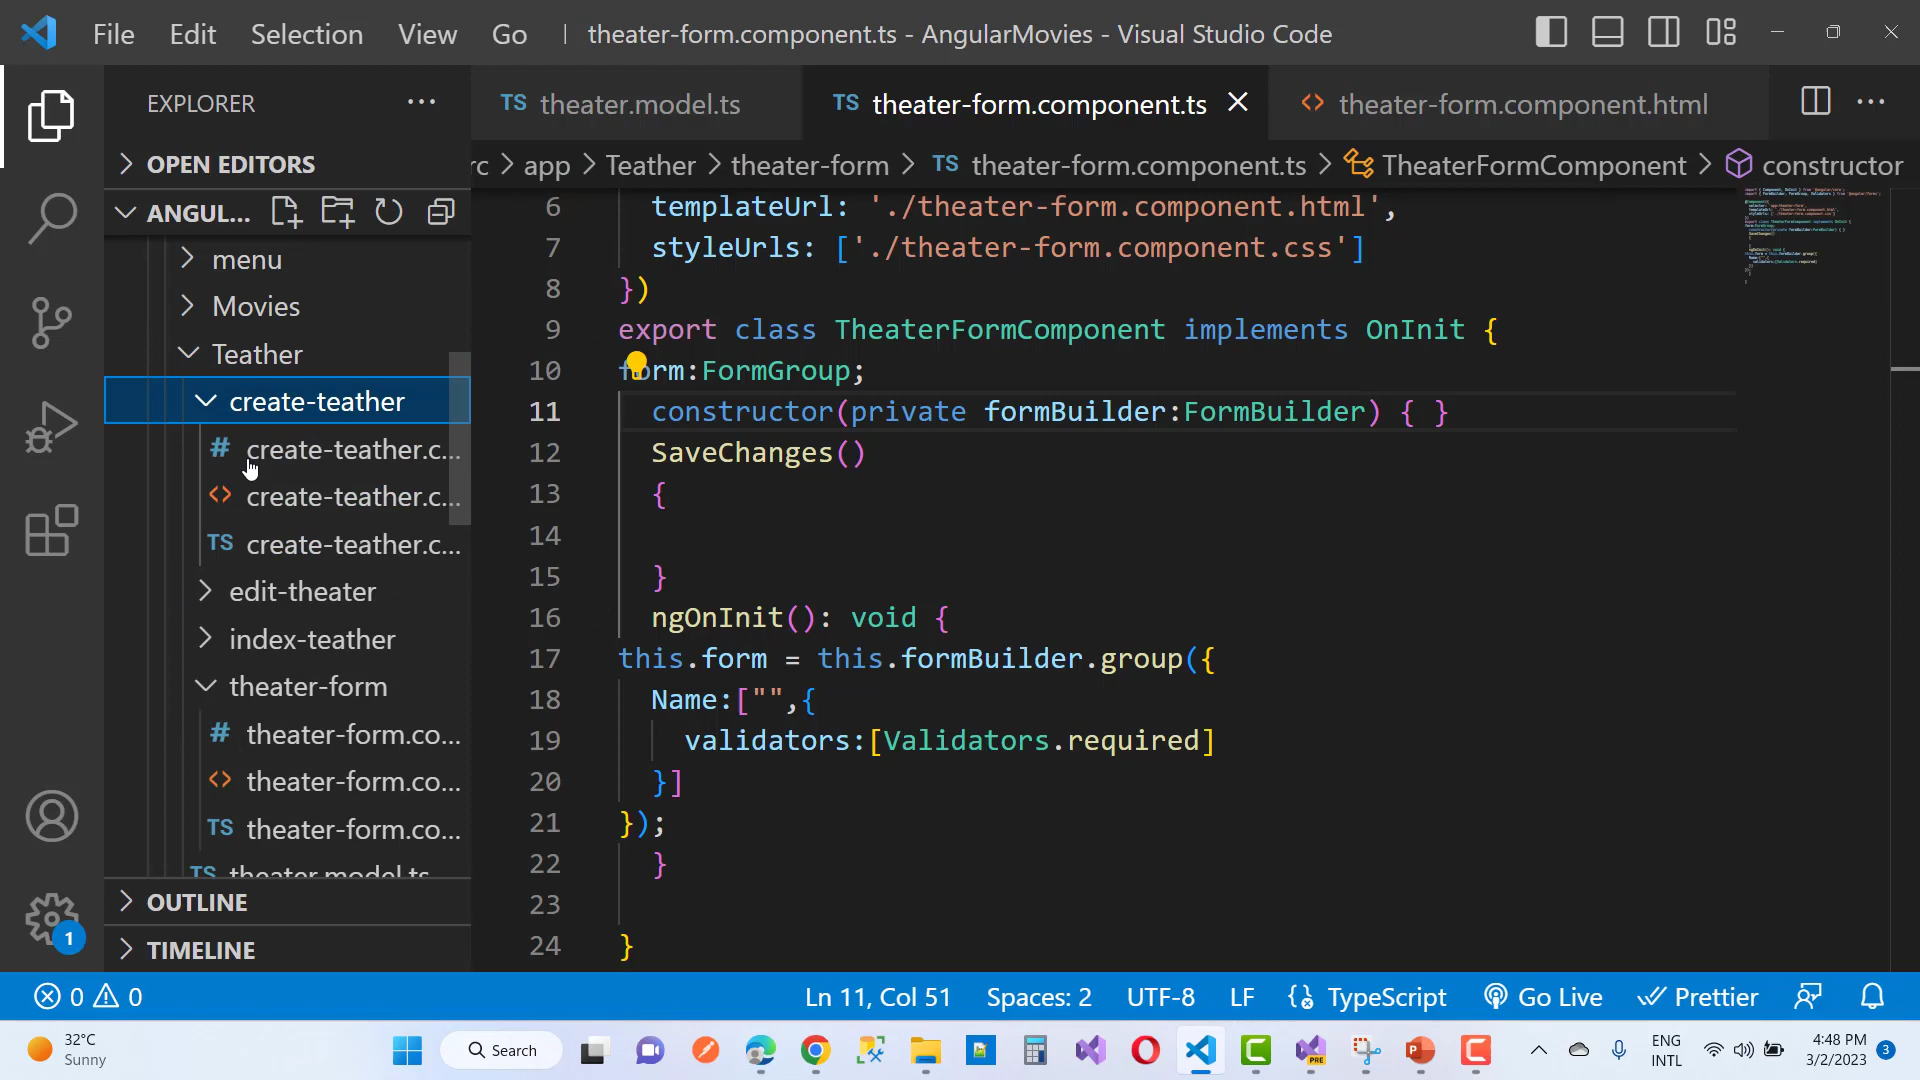 File Edit Selection View Go theater-form.component.ts - AngularMovies - Visual Studio Code
EXPLORER ···
theater.model.ts
theater-form.component.ts
theater-form.component.html
OPEN EDITORS
rc > app > Teather > theater-form > TS theater-form.component.ts > TheaterFormComponent > constructor
ANGUL...
menu
Movies
Teather
create-teather
# create-teather.c...
<> create-teather.c...
TS create-teather.c...
edit-theater
index-teather
theater-form
# theater-form.co...
<> theater-form.co...
TS theater-form.co...
TS theater.model.ts
OUTLINE
TIMELINE
6 templateUrl: './theater-form.component.html',
7 styleUrls: ['./theater-form.component.css']
8 })
9 export class TheaterFormComponent implements OnInit {
10 form:FormGroup;
11 constructor(private formBuilder:FormBuilder) { }
12 SaveChanges()
13 {
14
15 }
16 ngOnInit(): void {
17 this.form = this.formBuilder.group({
18 Name:["",{
19 validators:[Validators.required]
20 }]
21 });
22 }
23
24 }
1
0 0 Ln 11, Col 51 Spaces: 2 UTF-8 LF TypeScript Go Live Prettier
32°C
Sunny
Search
ENG
INTL
4:48 PM
3/2/2023
3